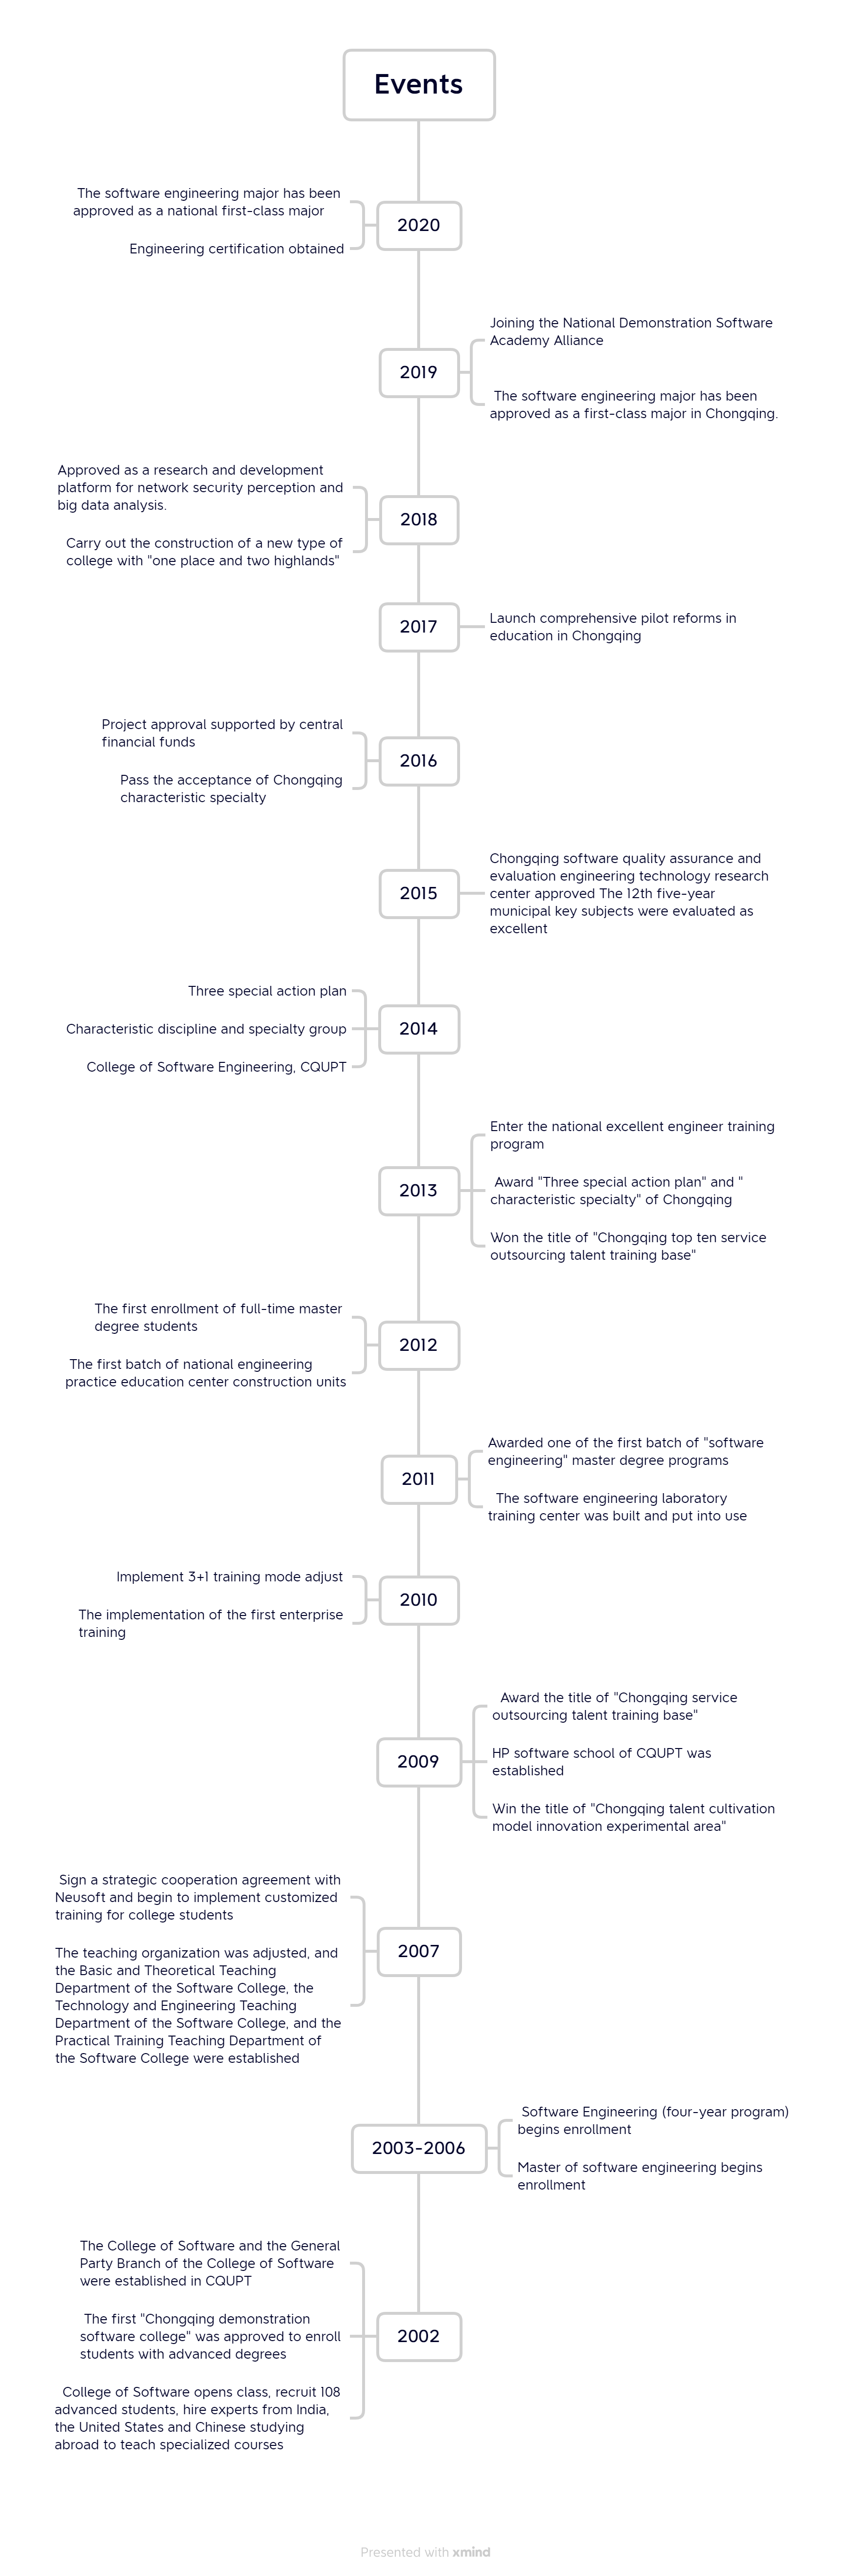 Events
2020
The software engineering major has been
approved as a national first-class major
Engineering certification obtained
2019
Joining the National Demonstration Software
Academy Alliance
The software engineering major has been
approved as a first-class major in Chongqing.
2018
Approved as a research and development
platform for network security perception and
big data analysis.
Carry out the construction of a new type of
college with "one place and two highlands"
2017
Launch comprehensive pilot reforms in
education in Chongqing
2016
Project approval supported by central
financial funds
Pass the acceptance of Chongqing
characteristic specialty
2015
Chongqing software quality assurance and
evaluation engineering technology research
center approved The 12th five-year
municipal key subjects were evaluated as
excellent
2014
Three special action plan
Characteristic discipline and specialty group
College of Software Engineering, CQUPT
2013
Enter the national excellent engineer training
program
Award "Three special action plan" and "
characteristic specialty" of Chongqing
Won the title of "Chongqing top ten service
outsourcing talent training base"
2012
The first enrollment of full-time master
degree students
The first batch of national engineering
practice education center construction units
2011
Awarded one of the first batch of "software
engineering" master degree programs
The software engineering laboratory
training center was built and put into use
2010
Implement 3+1 training mode adjust
The implementation of the first enterprise
training
2009
Award the title of "Chongqing service
outsourcing talent training base"
HP software school of CQUPT was
established
Win the title of "Chongqing talent cultivation
model innovation experimental area"
2007
Sign a strategic cooperation agreement with
Neusoft and begin to implement customized
training for college students
The teaching organization was adjusted, and
the Basic and Theoretical Teaching
Department of the Software College, the
Technology and Engineering Teaching
Department of the Software College, and the
Practical Training Teaching Department of
the Software College were established
2003-2006
Software Engineering (four-year program)
begins enrollment
Master of software engineering begins
enrollment
2002
The College of Software and the General
Party Branch of the College of Software
were established in CQUPT
The first "Chongqing demonstration
software college" was approved to enroll
students with advanced degrees
College of Software opens class, recruit 108
advanced students, hire experts from India,
the United States and Chinese studying
abroad to teach specialized courses
Presented with xmind